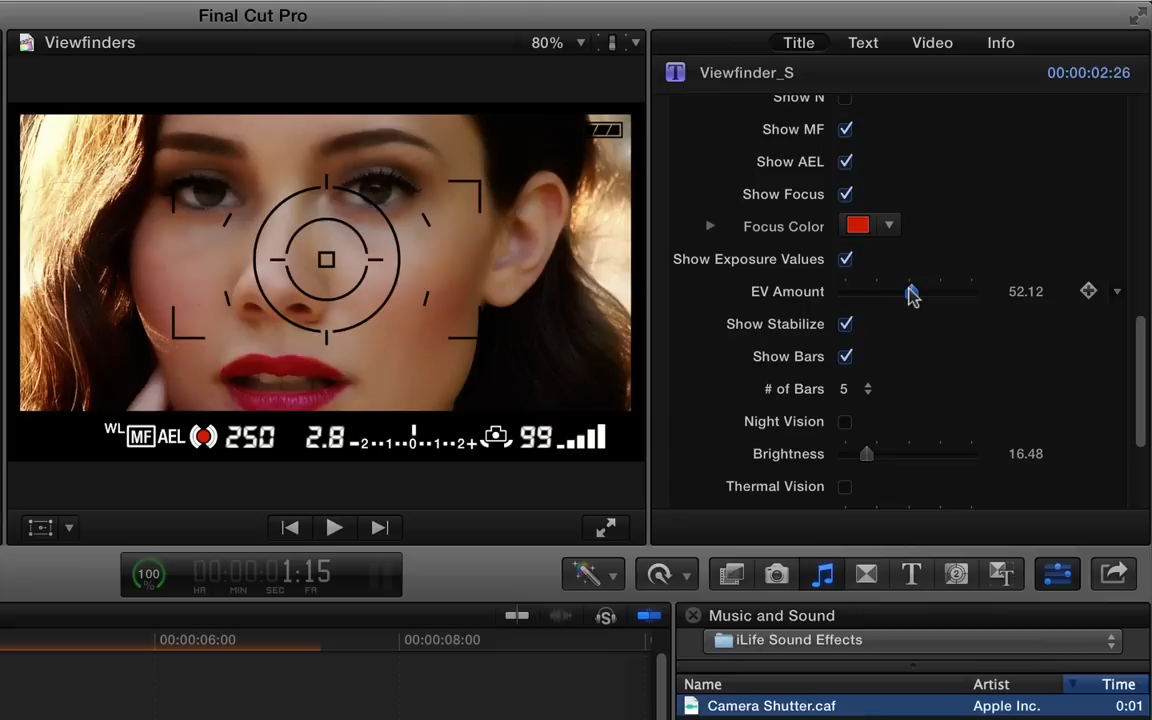 Final Cut Pro
Viewfinders
80%
Title Text Video Info
Viewfinder_S
00:00:02:26
Show N
Show MF
Show AEL
Show Focus
Focus Color
Show Exposure Values
EV Amount 52.12
Show Stabilize
Show Bars
# of Bars 5
Night Vision
Brightness 16.48
Thermal Vision
WL MF AEL 250 2.8 -2··1··0··1··2+ 99
100 %
00:00:01:15
HR MIN SEC FR
T
2
T
S
00:00:06:00
00:00:08:00
Music and Sound
iLife Sound Effects
Name Artist Time
Camera Shutter.caf Apple Inc. 0:01